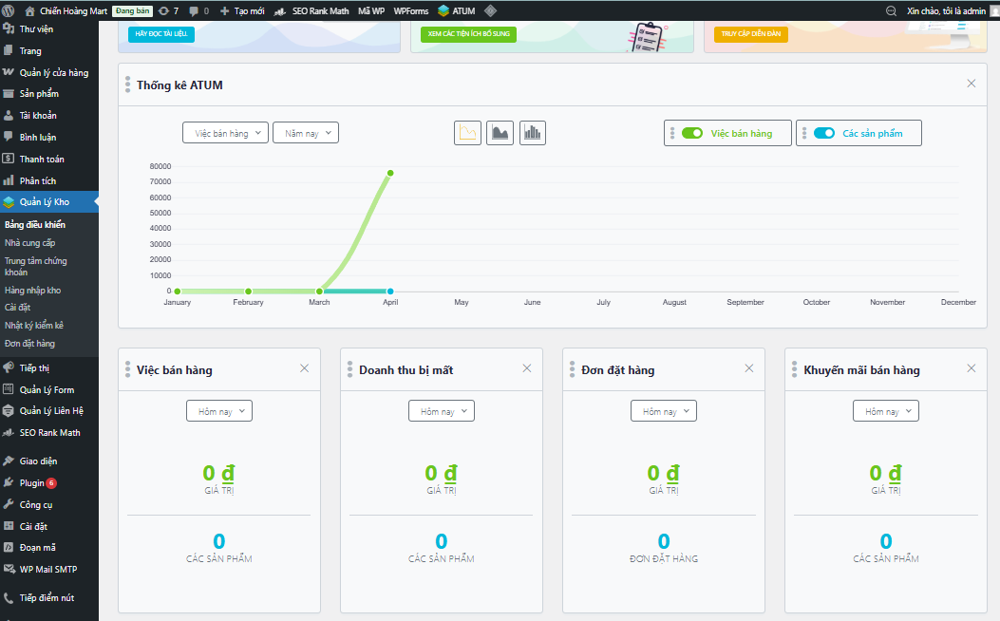 Chiến Hoàng Mart Đang bán 7 0 Tạo mới SEO Rank Math Mã WP WPForms ATUM Xin chào, tôi là admin
Thư viện
Trang
Quản lý cửa hàng
Sản phẩm
Tài khoản
Bình luận
Thanh toán
Phân tích
Quản Lý Kho
Bảng điều khiển
Nhà cung cấp
Trung tâm chứng
khoán
Hàng nhập kho
Cài đặt
Nhật ký kiểm kê
Đơn đặt hàng
Tiếp thị
Quản Lý Form
Quản Lý Liên Hệ
SEO Rank Math
Giao diện
Plugin 6
Công cụ
Cài đặt
Đoạn mã
WP Mail SMTP
Tiếp điểm nút
HÃY ĐỌC TÀI LIỆU. XEM CÁC TIỆN ÍCH BỔ SUNG TRUY CẬP DIỄN ĐÀN
Thống kê ATUM
Việc bán hàng Năm nay Việc bán hàng Các sản phẩm
80000
70000
60000
50000
40000
30000
20000
10000
0
January February March April May June July August September October November December
Việc bán hàng Doanh thu bị mất Đơn đặt hàng Khuyến mãi bán hàng
Hôm nay Hôm nay Hôm nay Hôm nay
0 ₫ 0 ₫ 0 ₫ 0 ₫
GIÁ TRỊ GIÁ TRỊ GIÁ TRỊ GIÁ TRỊ
0 0 0 0
CÁC SẢN PHẨM CÁC SẢN PHẨM ĐƠN ĐẶT HÀNG CÁC SẢN PHẨM